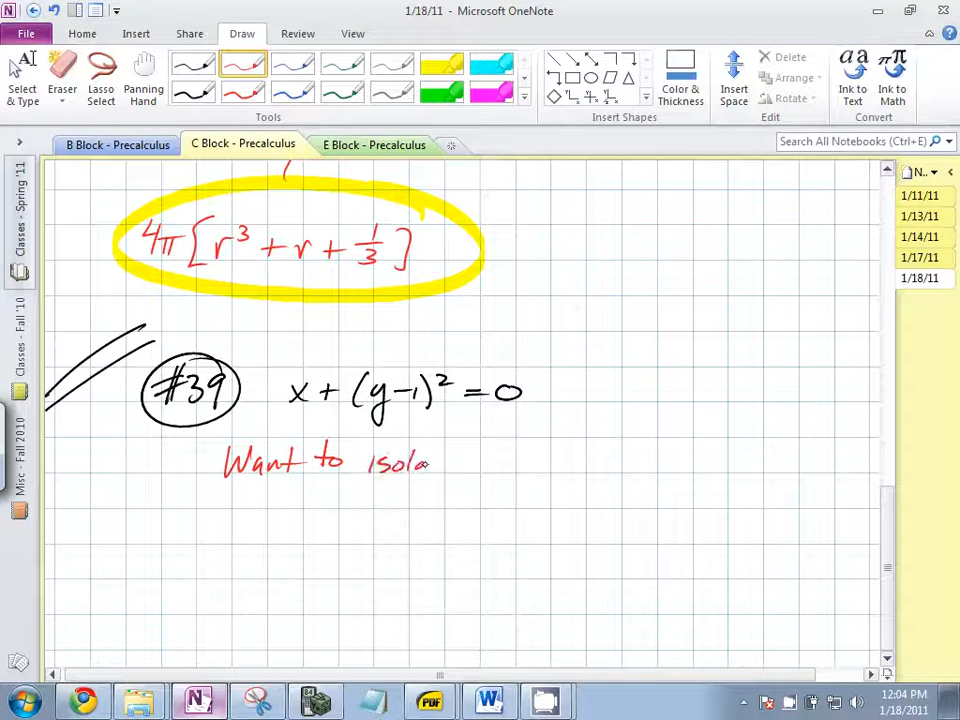 1/18/11 - Microsoft OneNote
File Home Insert Share Draw Review View
Select & Type
Eraser
Lasso Select
Panning Hand
Color & Thickness
Insert Space
Delete
Arrange
Rotate
Ink to Text
Ink to Math
Tools Insert Shapes Edit Convert
B Block - Precalculus C Block - Precalculus E Block - Precalculus
Search All Notebooks (Ctrl+E)
N..
1/11/11
1/13/11
1/14/11
1/17/11
1/18/11
Classes - Spring '11
Classes - Fall '10
Misc - Fall 2010
4π[r³ + r + 1/3]
#39 x + (y-1)² = 0
Want to isola
PDF
12:04 PM
1/18/2011